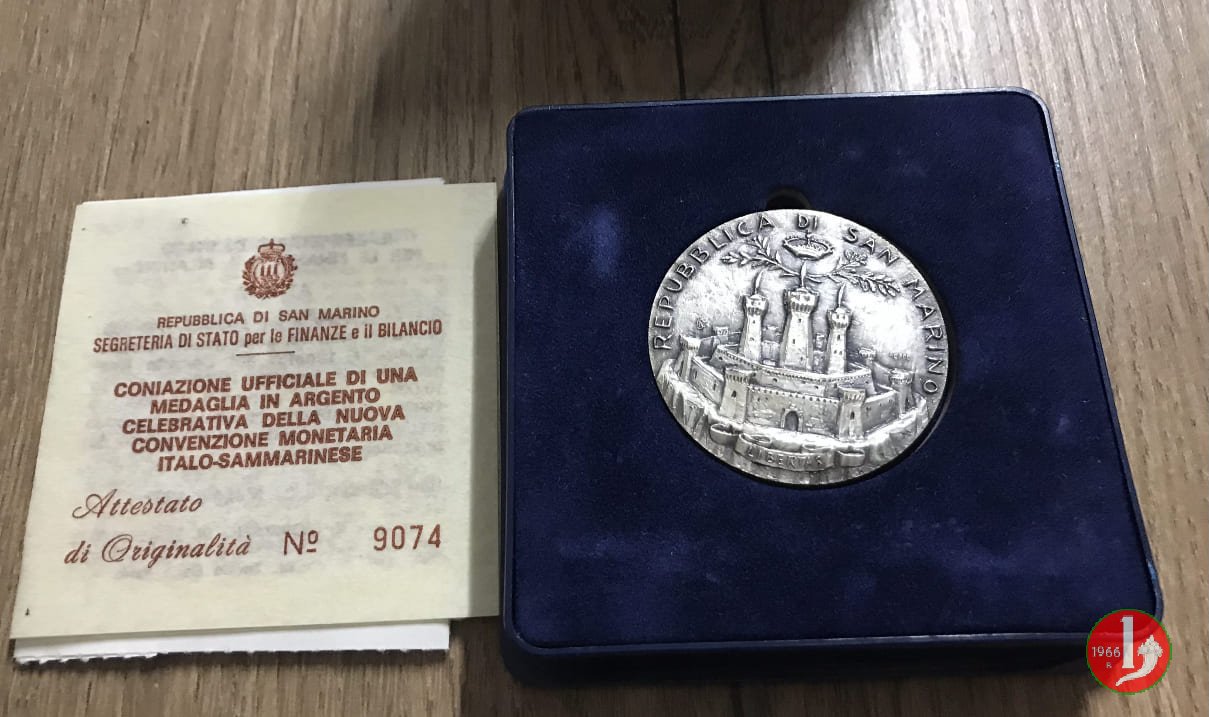 REPUBBLICA DI SAN MARINO
SEGRETERIA DI STATO per le FINANZE e il BILANCIO
CONIAZIONE UFFICIALE DI UNA
MEDAGLIA IN ARGENTO
CELEBRATIVA DELLA NUOVA
CONVENZIONE MONETARIA
ITALO-SAMMARINESE
Attestato
di Originalità Nº 9074
REPUBBLICA DI SAN MARINO
LIBERTAS
1966
R